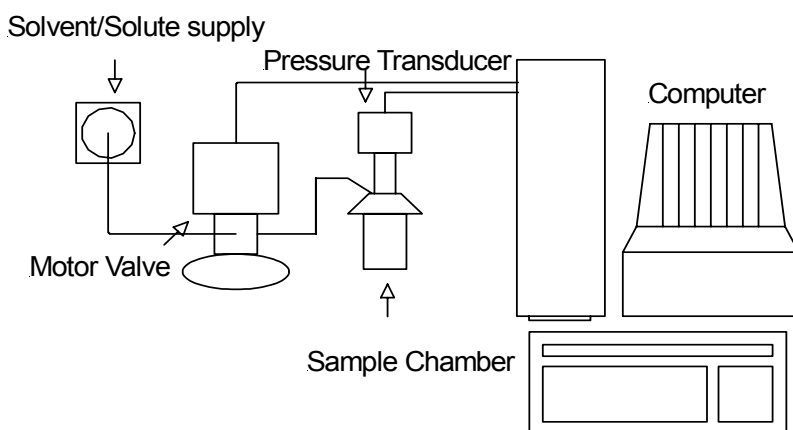 Solvent/Solute supply
Pressure Transducer
Computer
Motor Valve
Sample Chamber